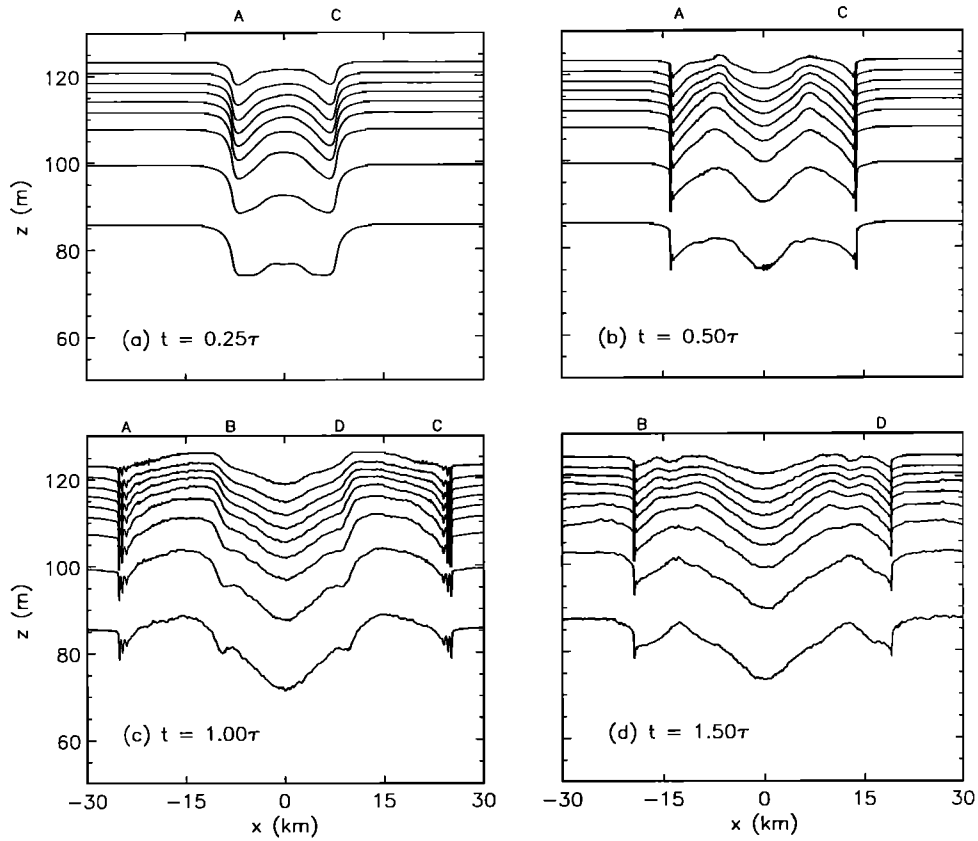 A C
A C
120
100
80
60
z (m)
(a) t = 0.25τ
(b) t = 0.50τ
A B D C
B D
120
100
80
60
z (m)
(c) t = 1.00τ
(d) t = 1.50τ
−30 −15 0 15 30
x (km)
−30 −15 0 15 30
x (km)